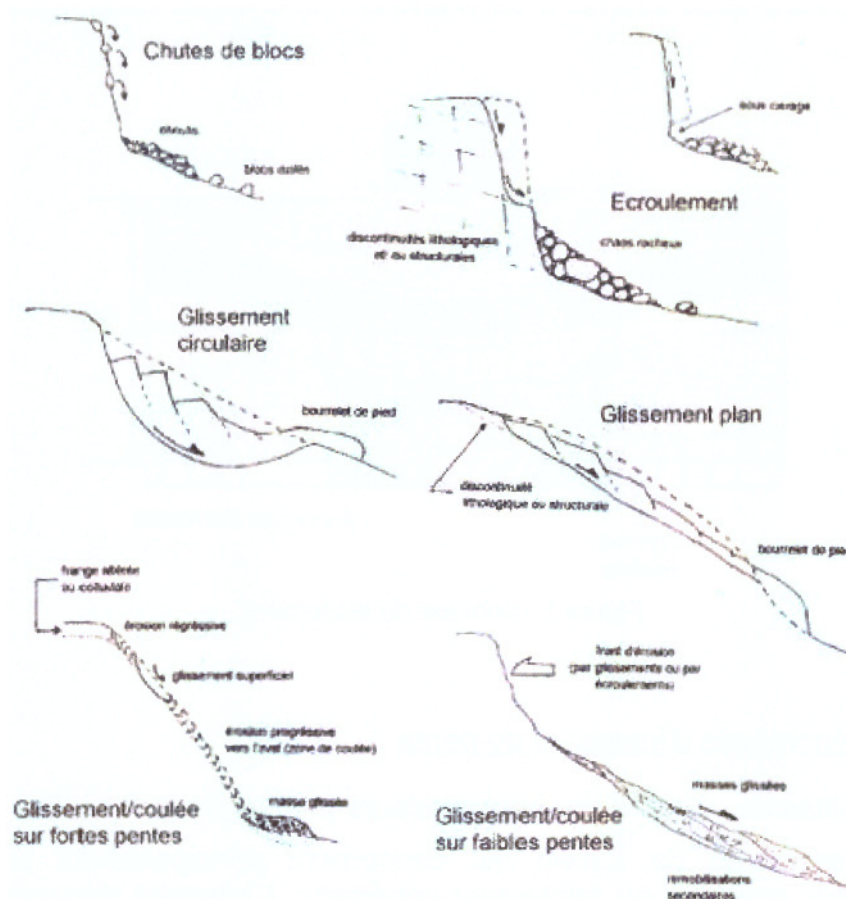 Chutes de blocs
éboulis
blocs isolés
sous cavage
Ecroulement
discontinuités lithologiques
et ou structurales
chaos rocheux
Glissement
circulaire
bourrelet de pied
Glissement plan
discontinuité
lithologique ou structurale
bourrelet de pie
frange altérée
ou colluviale
érosion régressive
glissement superficiel
érosion progressive
vers l'aval (zone de coulée)
masse glissée
Glissement/coulée
sur fortes pentes
front d'érosion
(par glissements ou par
écroulements)
masses glissées
Glissement/coulée
sur faibles pentes
remobilisations
secondaires